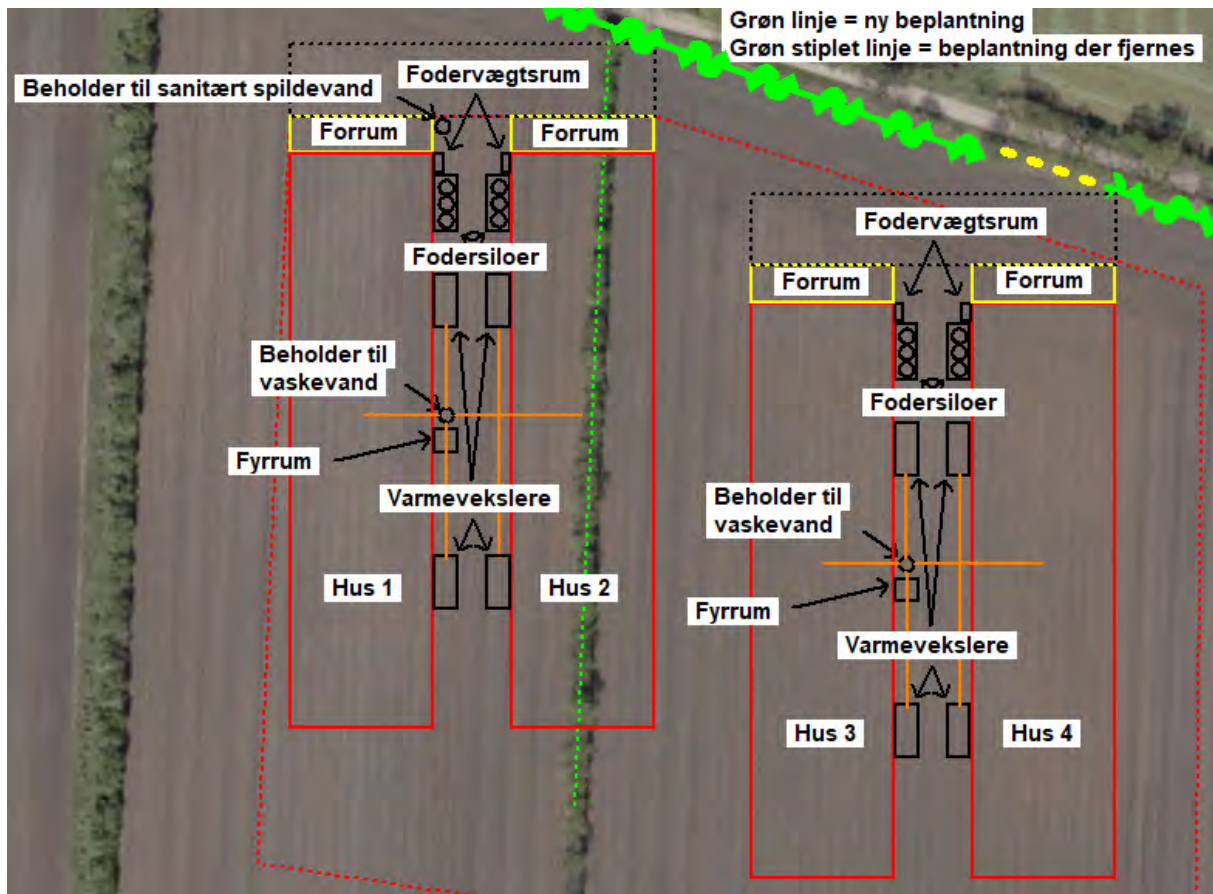 Grøn linje = ny beplantning
Grøn stiplet linje = beplantning der fjernes
Fodervægtsrum
Beholder til sanitært spildevand
Forrum
Forrum
Fodersiloer
Beholder til
vaskevand
Fyrrum
Varmevekslere
Hus 1
Hus 2
Fodervægtsrum
Forrum
Forrum
Fodersiloer
Beholder til
vaskevand
Fyrrum
Varmevekslere
Hus 3
Hus 4